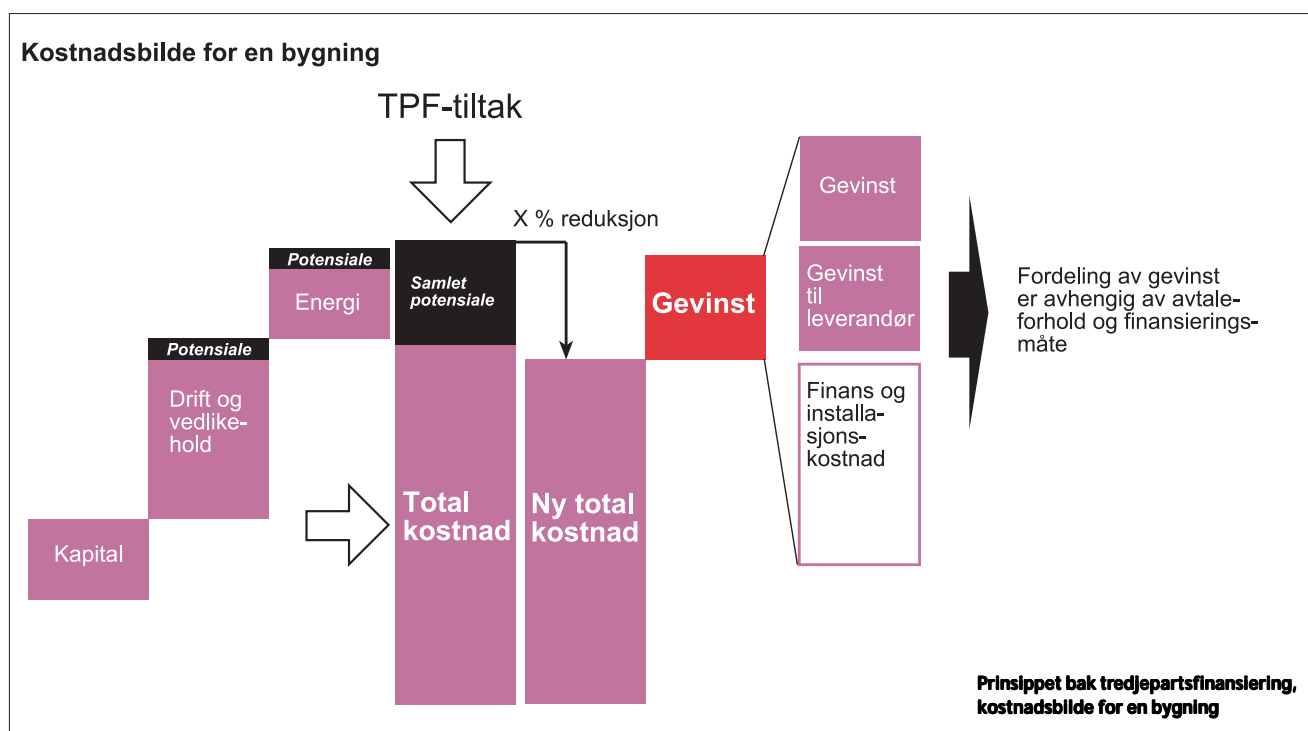 Kostnadsbilde for en bygning
TPF-tiltak
X % reduksjon
Potensiale
Energi
Potensiale
Drift og
vedlike-
hold
Kapital
Samlet
potensiale
Total
kostnad
Ny total
kostnad
Gevinst
Gevinst
Gevinst
til
leverandør
Finans og
installa-
sjons-
kostnad
Fordeling av gevinst
er avhengig av avtale-
forhold og finansierings-
måte
Prinsippet bak tredjepartsfinansiering,
kostnadsbilde for en bygning